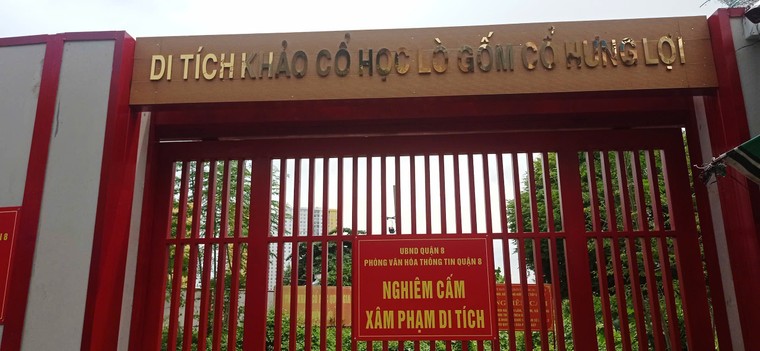 DI TÍCH KHẢO CỔ HỌC LÒ GỐM CỔ HƯNG LỢI
UBND QUẬN 8
PHÒNG VĂN HÓA THÔNG TIN QUẬN 8
NGHIÊM CẤM
XÂM PHẠM DI TÍCH